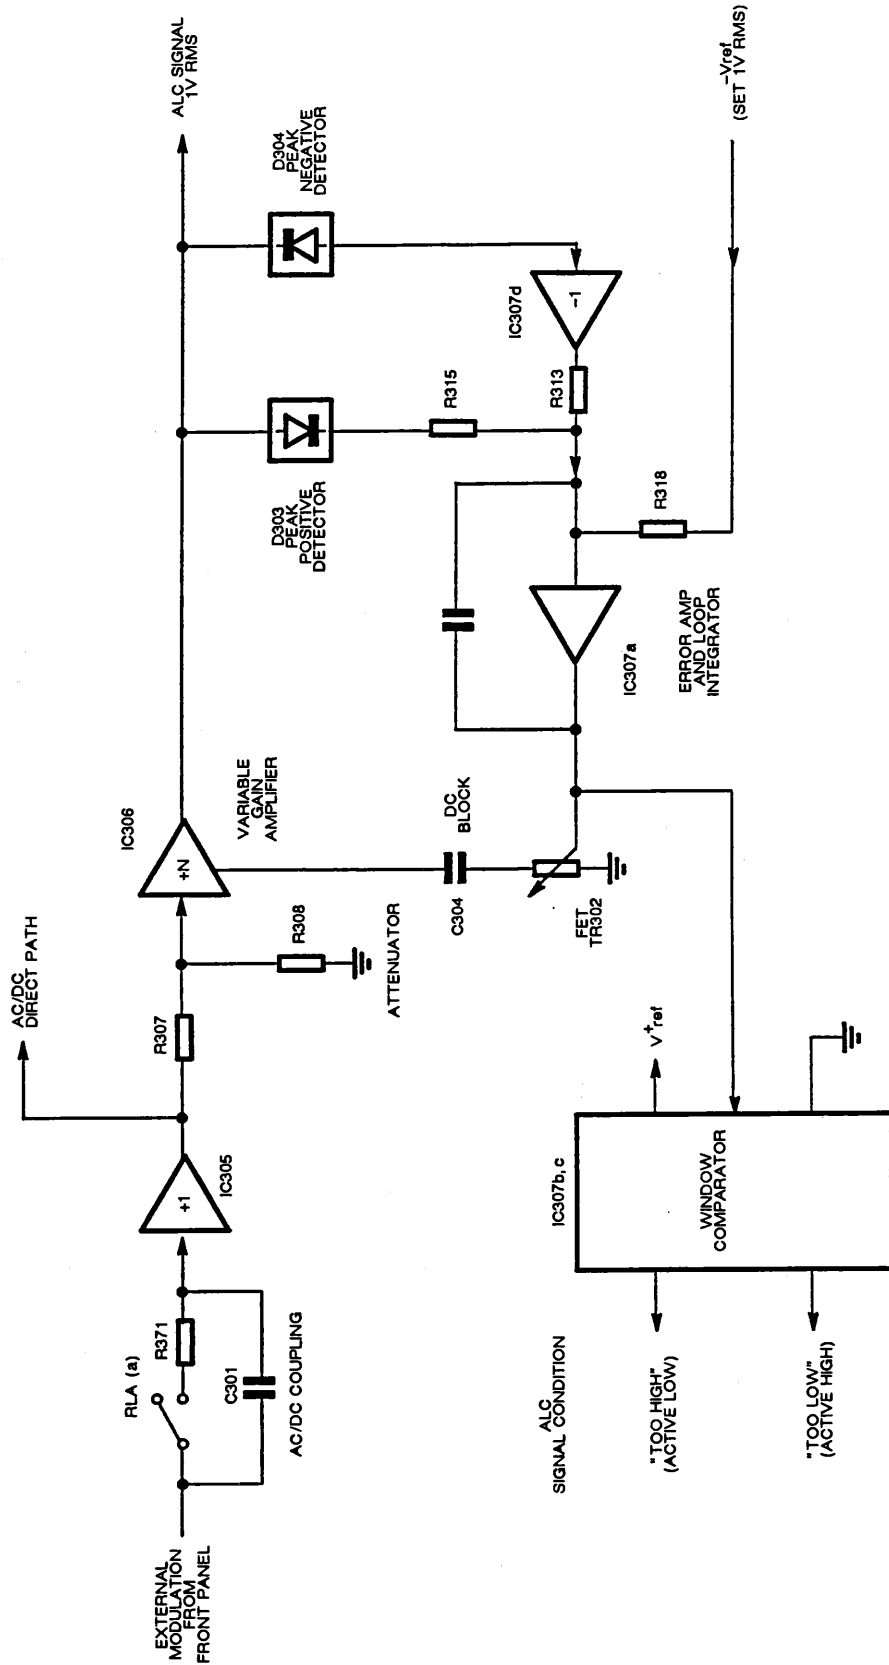 EXTERNAL
MODULATION
FROM
FRONT PANEL
RLA (a)
R371
C301
AC/DC COUPLING
+1
IC305
AC/DC
DIRECT PATH
R307
R308
ATTENUATOR
IC306
+N
VARIABLE
GAIN
AMPLIFIER
ALC SIGNAL
1V RMS
D303
PEAK
POSITIVE
DETECTOR
D304
PEAK
NEGATIVE
DETECTOR
R315
IC307d
-1
R313
C304
DC
BLOCK
FET
TR302
IC307a
ERROR AMP
AND LOOP
INTEGRATOR
R318
-Vref
(SET 1V RMS)
ALC
SIGNAL CONDITION
"TOO HIGH"
(ACTIVE LOW)
"TOO LOW"
(ACTIVE HIGH)
IC307b,c
WINDOW
COMPARATOR
V+ref